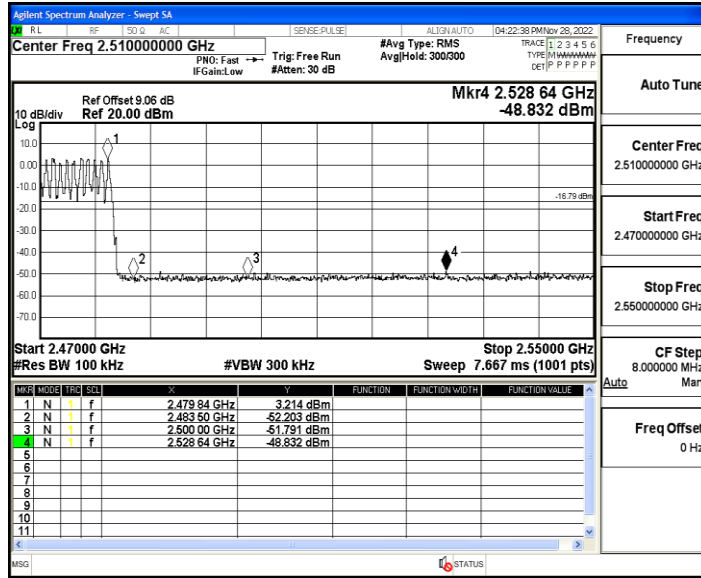 Agilent Spectrum Analyzer - Swept SA
RL RF 50 Ω AC SENSE:PULSE ALIGN AUTO 04:22:38 PM Nov 28, 2022
Center Freq 2.510000000 GHz
PNO: Fast
IFGain:Low
Trig: Free Run
#Atten: 30 dB
#Avg Type: RMS
Avg|Hold: 300/300
TRACE 1 2 3 4 5 6
TYPE MWWWWW
DET P P P P P P
Ref Offset 9.06 dB
Ref 20.00 dBm
10 dB/div
Log
Mkr4 2.528 64 GHz
-48.832 dBm
10.0
0.00
-10.0
-20.0
-30.0
-40.0
-50.0
-60.0
-70.0
1
2
3
4
-16.79 dBm
Start 2.47000 GHz Stop 2.55000 GHz
#Res BW 100 kHz #VBW 300 kHz Sweep 7.667 ms (1001 pts)
MKR MODE TRC SCL X Y FUNCTION FUNCTION WIDTH FUNCTION VALUE
1 N 1 f 2.479 84 GHz 3.214 dBm
2 N 1 f 2.483 50 GHz -52.203 dBm
3 N 1 f 2.500 00 GHz -51.791 dBm
4 N 1 f 2.528 64 GHz -48.832 dBm
5
6
7
8
9
10
11
MSG STATUS
Frequency
Auto Tune
Center Freq
2.510000000 GHz
Start Freq
2.470000000 GHz
Stop Freq
2.550000000 GHz
CF Step
8.000000 MHz
Auto Man
Freq Offset
0 Hz